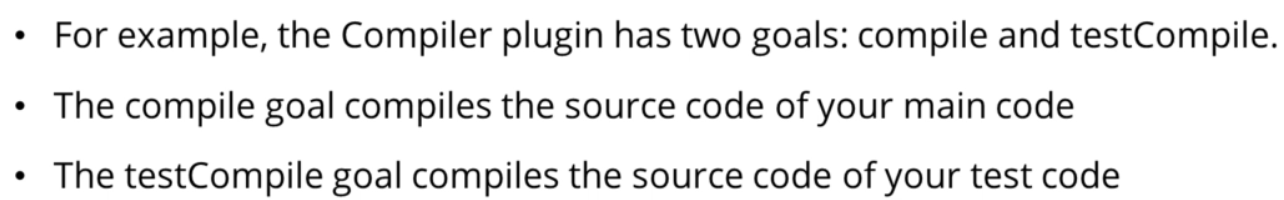 • For example, the Compiler plugin has two goals: compile and testCompile.
• The compile goal compiles the source code of your main code
• The testCompile goal compiles the source code of your test code